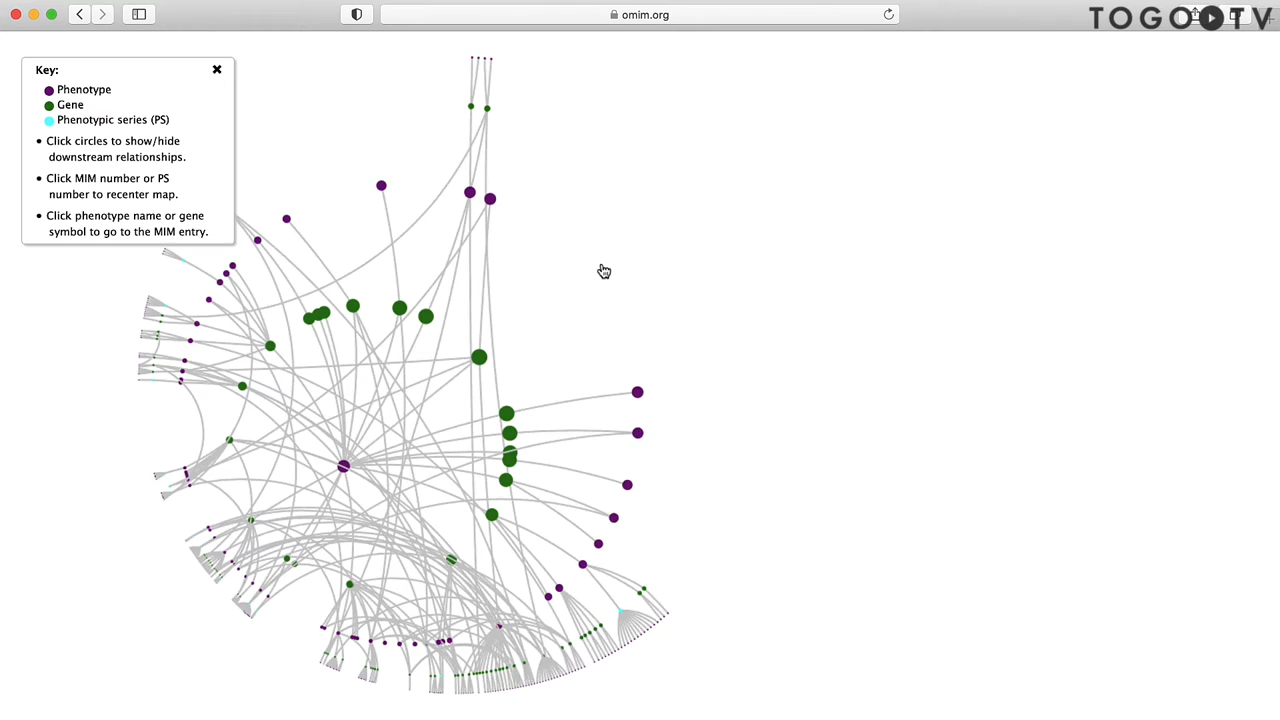 omim.org
TOGO TV
Key:
Phenotype
Gene
Phenotypic series (PS)
• Click circles to show/hide
downstream relationships.
• Click MIM number or PS
number to recenter map.
• Click phenotype name or gene
symbol to go to the MIM entry.